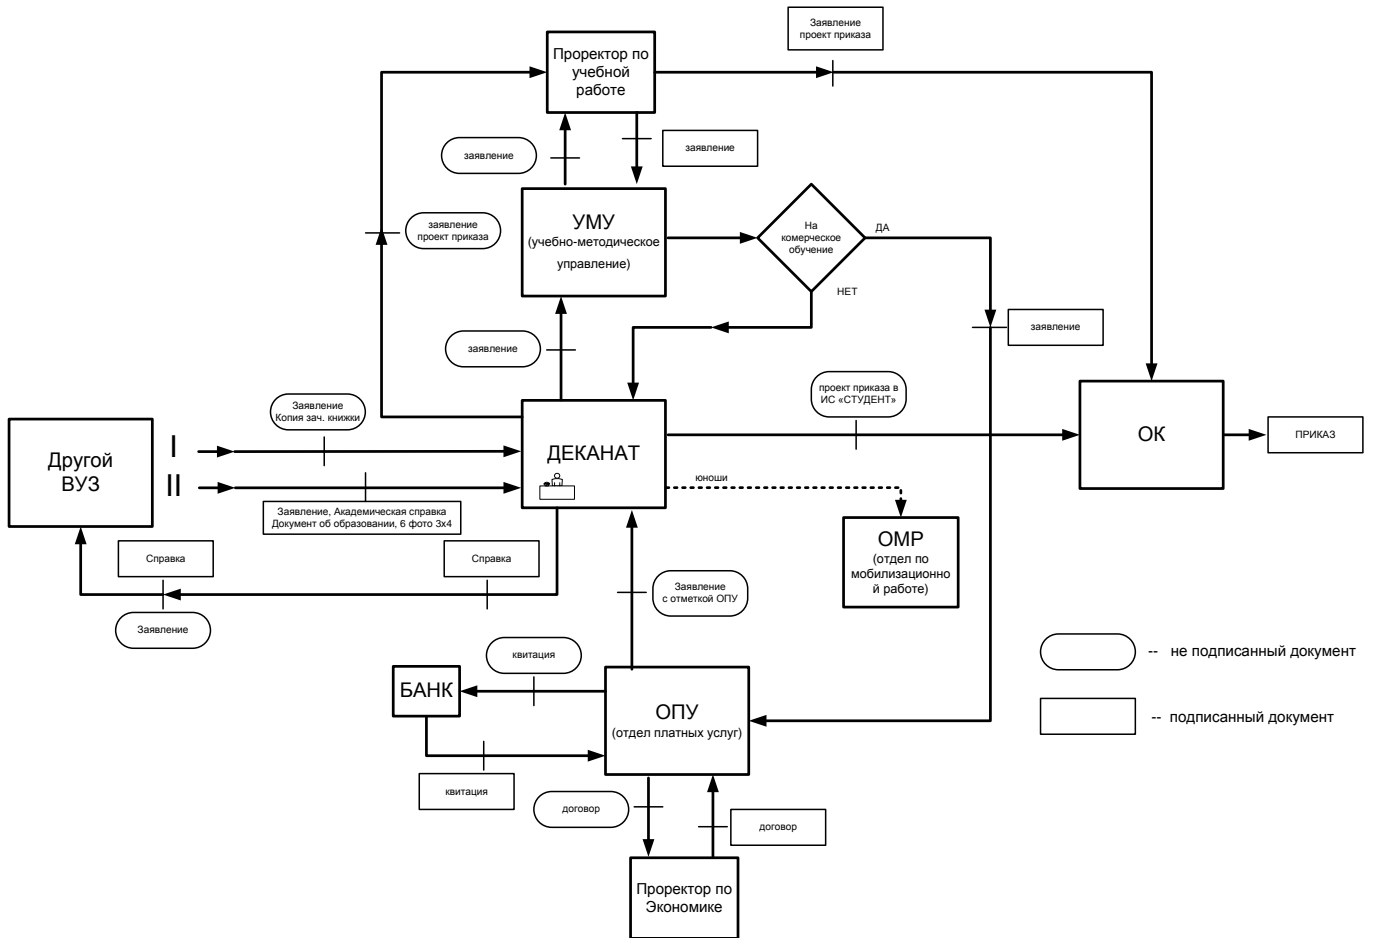 Заявление
проект приказа
Проректор по
учебной
работе
заявление
заявление
заявление
проект приказа
УМУ
(учебно-методическое
управление)
На
комерческое
обучение
ДА
НЕТ
заявление
заявление
проект приказа в
ИС «СТУДЕНТ»
Заявление
Копия зач. книжки
Другой
ВУЗ
I
II
ДЕКАНАТ
ОК
ПРИКАЗ
юноши
Заявление, Академическая справка
Документ об образовании, 6 фото 3х4
ОМР
(отдел по
мобилизационно
й работе)
Справка
Справка
Заявление
с отметкой ОПУ
Заявление
квитация
-- не подписанный документ
БАНК
ОПУ
(отдел платных услуг)
-- подписанный документ
квитация
договор
договор
Проректор по
Экономике